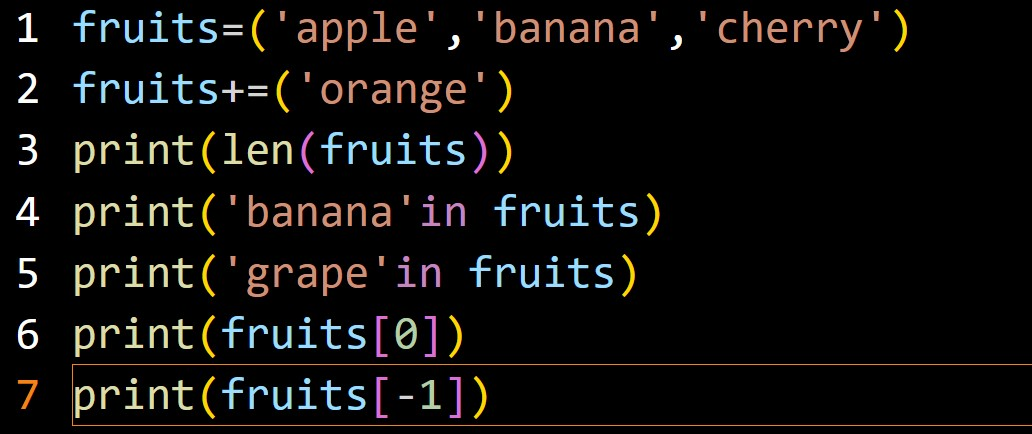 1 fruits=('apple','banana','cherry')
2 fruits+=('orange')
3 print(len(fruits))
4 print('banana'in fruits)
5 print('grape'in fruits)
6 print(fruits[0])
7 print(fruits[-1])